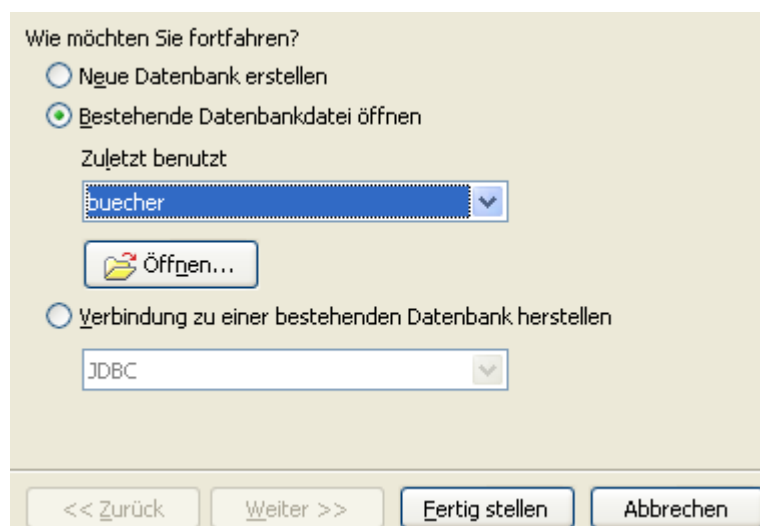 Wie möchten Sie fortfahren?
Neue Datenbank erstellen
Bestehende Datenbankdatei öffnen
Zuletzt benutzt
buecher
Öffnen...
Verbindung zu einer bestehenden Datenbank herstellen
JDBC
<< Zurück Weiter >> Fertig stellen Abbrechen